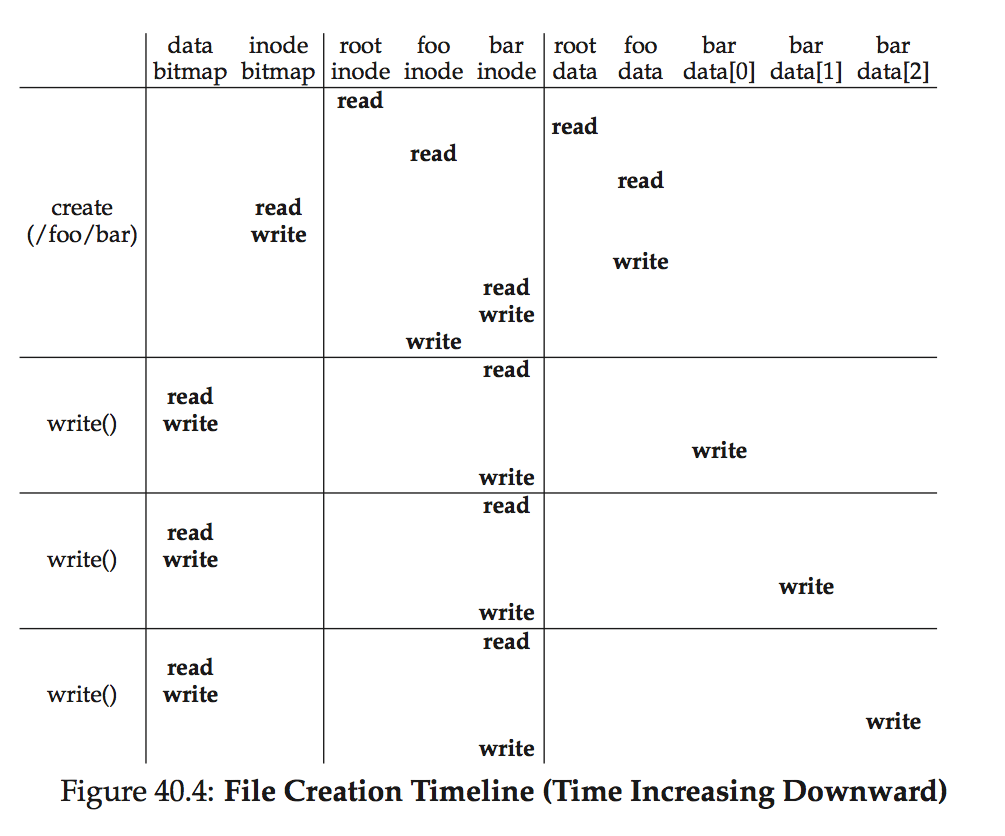 data inode root foo bar root foo bar bar bar
bitmap bitmap inode inode inode data data data[0] data[1] data[2]
read
read
read
read
create read
(/foo/bar) write
write
read
write
write
read
read
write() write
write
write
read
read
write() write
write
write
read
read
write() write
write
write
Figure 40.4: File Creation Timeline (Time Increasing Downward)